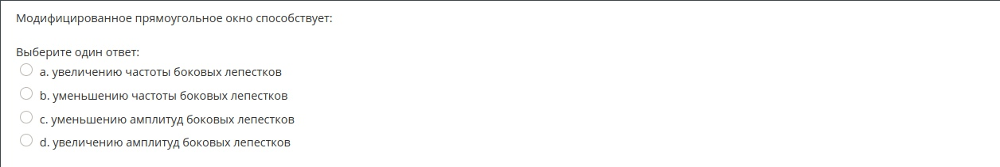 Модифицированное прямоугольное окно способствует:
Выберите один ответ:
a. увеличению частоты боковых лепестков
b. уменьшению частоты боковых лепестков
c. уменьшению амплитуд боковых лепестков
d. увеличению амплитуд боковых лепестков